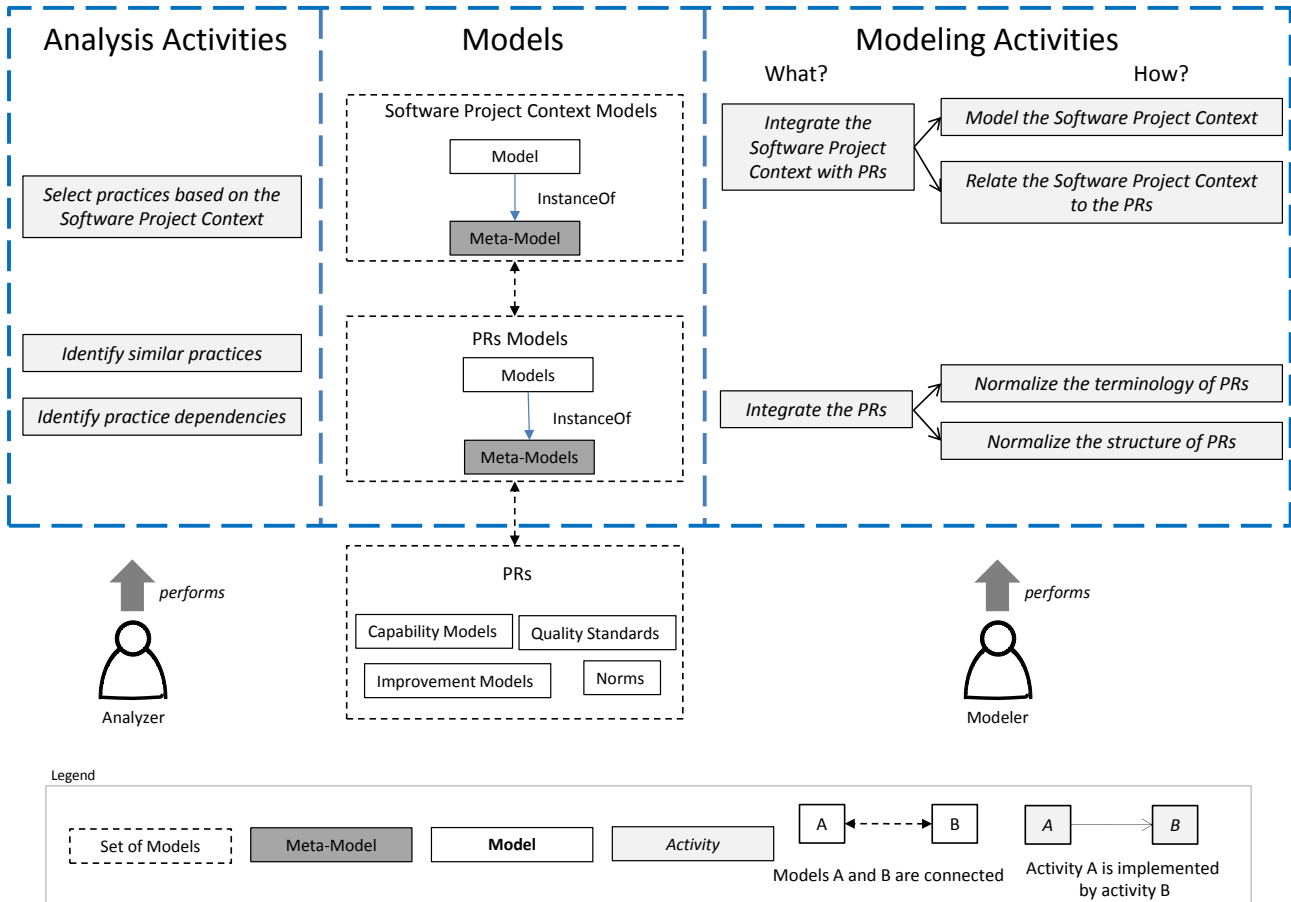 Analysis Activities
Models
Modeling Activities
What?
How?
Software Project Context Models
Model
InstanceOf
Meta-Model
Select practices based on the
Software Project Context
Integrate the
Software Project
Context with PRs
Model the Software Project Context
Relate the Software Project Context
to the PRs
PRs Models
Models
InstanceOf
Meta-Models
Identify similar practices
Identify practice dependencies
Integrate the PRs
Normalize the terminology of PRs
Normalize the structure of PRs
performs
Analyzer
PRs
Capability Models
Quality Standards
Improvement Models
Norms
performs
Modeler
Legend
Set of Models
Meta-Model
Model
Activity
A
B
Models A and B are connected
A
B
Activity A is implemented
by activity B